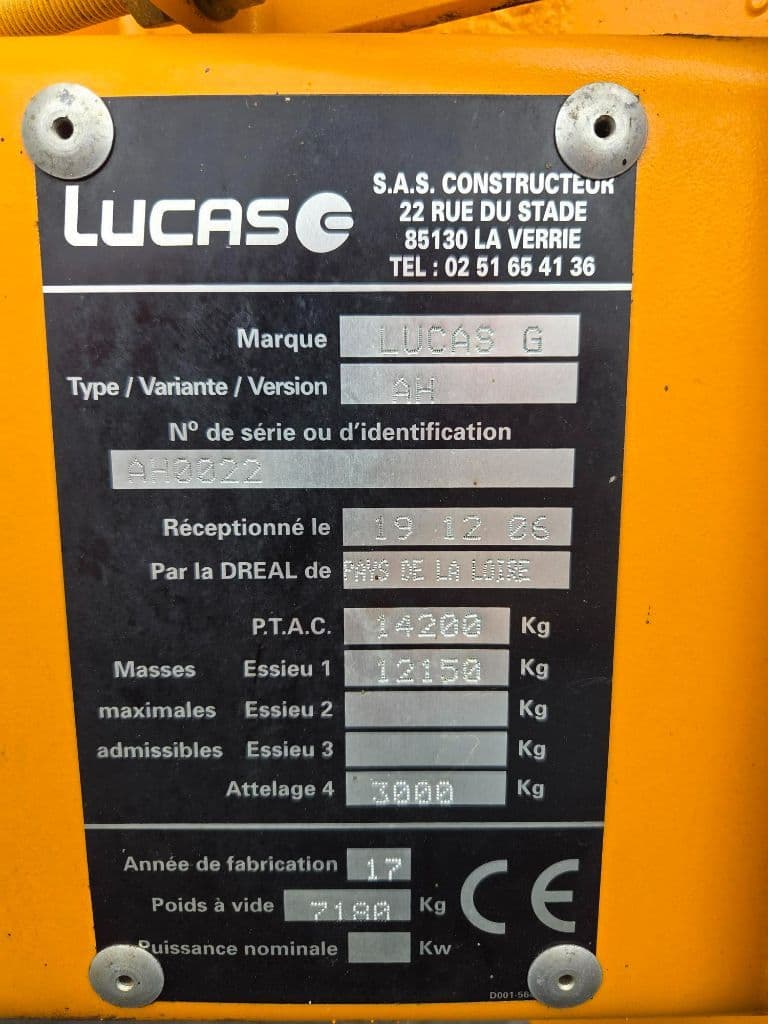 LUCAS G
S.A.S. CONSTRUCTEUR
22 RUE DU STADE
85130 LA VERRIE
TEL : 02 51 65 41 36
Marque LUCAS G
Type / Variante / Version AH
Nº de série ou d'identification
AH0022
Réceptionné le 19 12 06
Par la DREAL de PAYS DE LA LOIRE
P.T.A.C. 14200 Kg
Masses Essieu 1 12150 Kg
maximales Essieu 2 Kg
admissibles Essieu 3 Kg
Attelage 4 3000 Kg
Année de fabrication 17
Poids à vide 7180 Kg
CE
Puissance nominale Kw